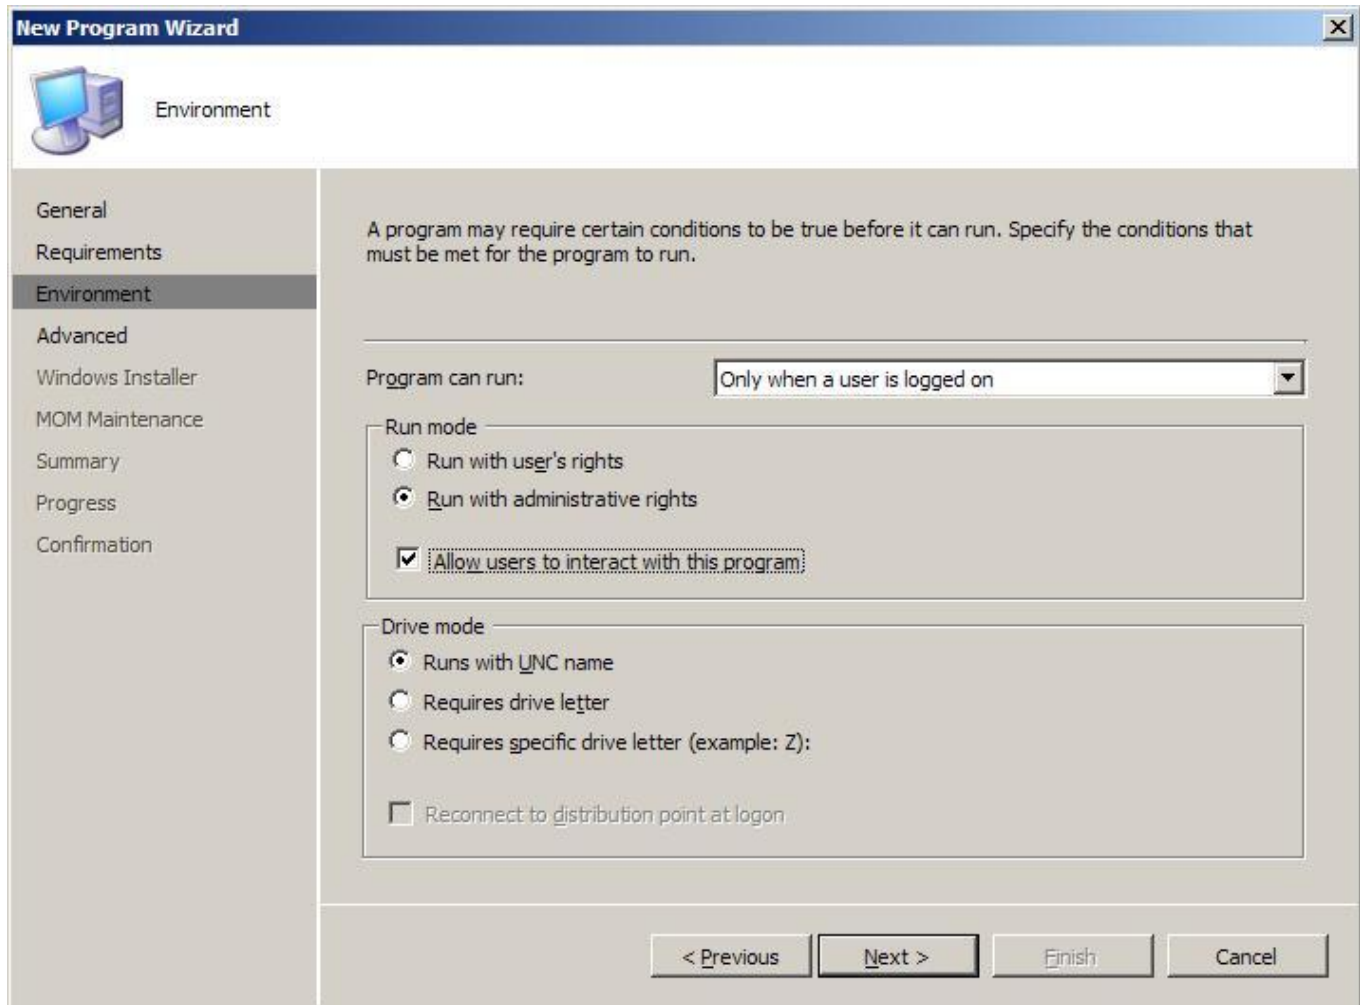 New Program Wizard
Environment
General
Requirements
Environment
Advanced
Windows Installer
MOM Maintenance
Summary
Progress
Confirmation
A program may require certain conditions to be true before it can run. Specify the conditions that
must be met for the program to run.
Program can run: Only when a user is logged on
Run mode
Run with user's rights
Run with administrative rights
Allow users to interact with this program
Drive mode
Runs with UNC name
Requires drive letter
Requires specific drive letter (example: Z):
Reconnect to distribution point at logon
< Previous Next > Finish Cancel